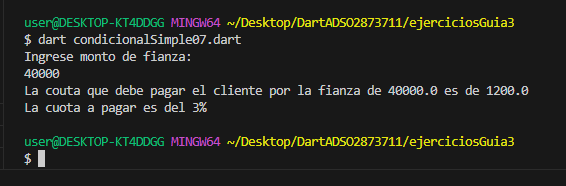 user@DESKTOP-KT4DDGG MINGW64 ~/Desktop/DartADSO2873711/ejerciciosGuia3
$ dart condicionalSimple07.dart
Ingrese monto de fianza:
40000
La couta que debe pagar el cliente por la fianza de 40000.0 es de 1200.0
La cuota a pagar es del 3%
user@DESKTOP-KT4DDGG MINGW64 ~/Desktop/DartADSO2873711/ejerciciosGuia3
$